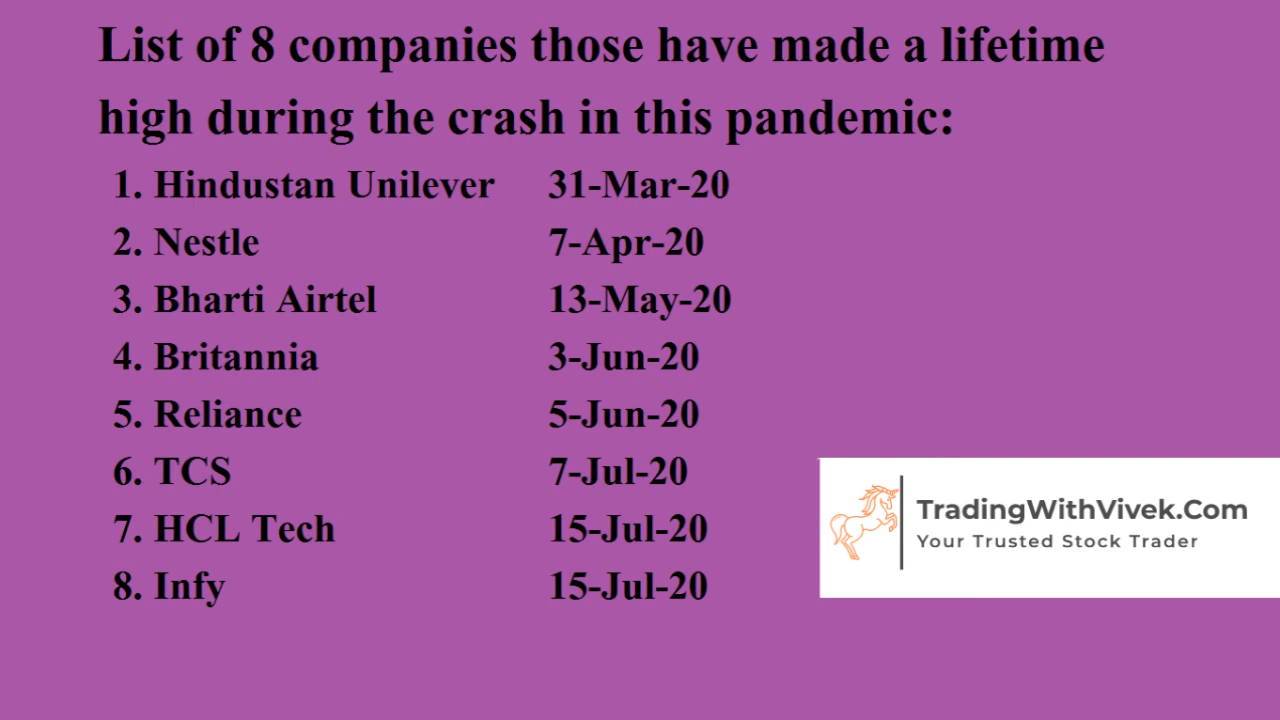 List of 8 companies those have made a lifetime
high during the crash in this pandemic:
1. Hindustan Unilever 31-Mar-20
2. Nestle 7-Apr-20
3. Bharti Airtel 13-May-20
4. Britannia 3-Jun-20
5. Reliance 5-Jun-20
6. TCS 7-Jul-20
7. HCL Tech 15-Jul-20
8. Infy 15-Jul-20
TradingWithVivek.Com
Your Trusted Stock Trader